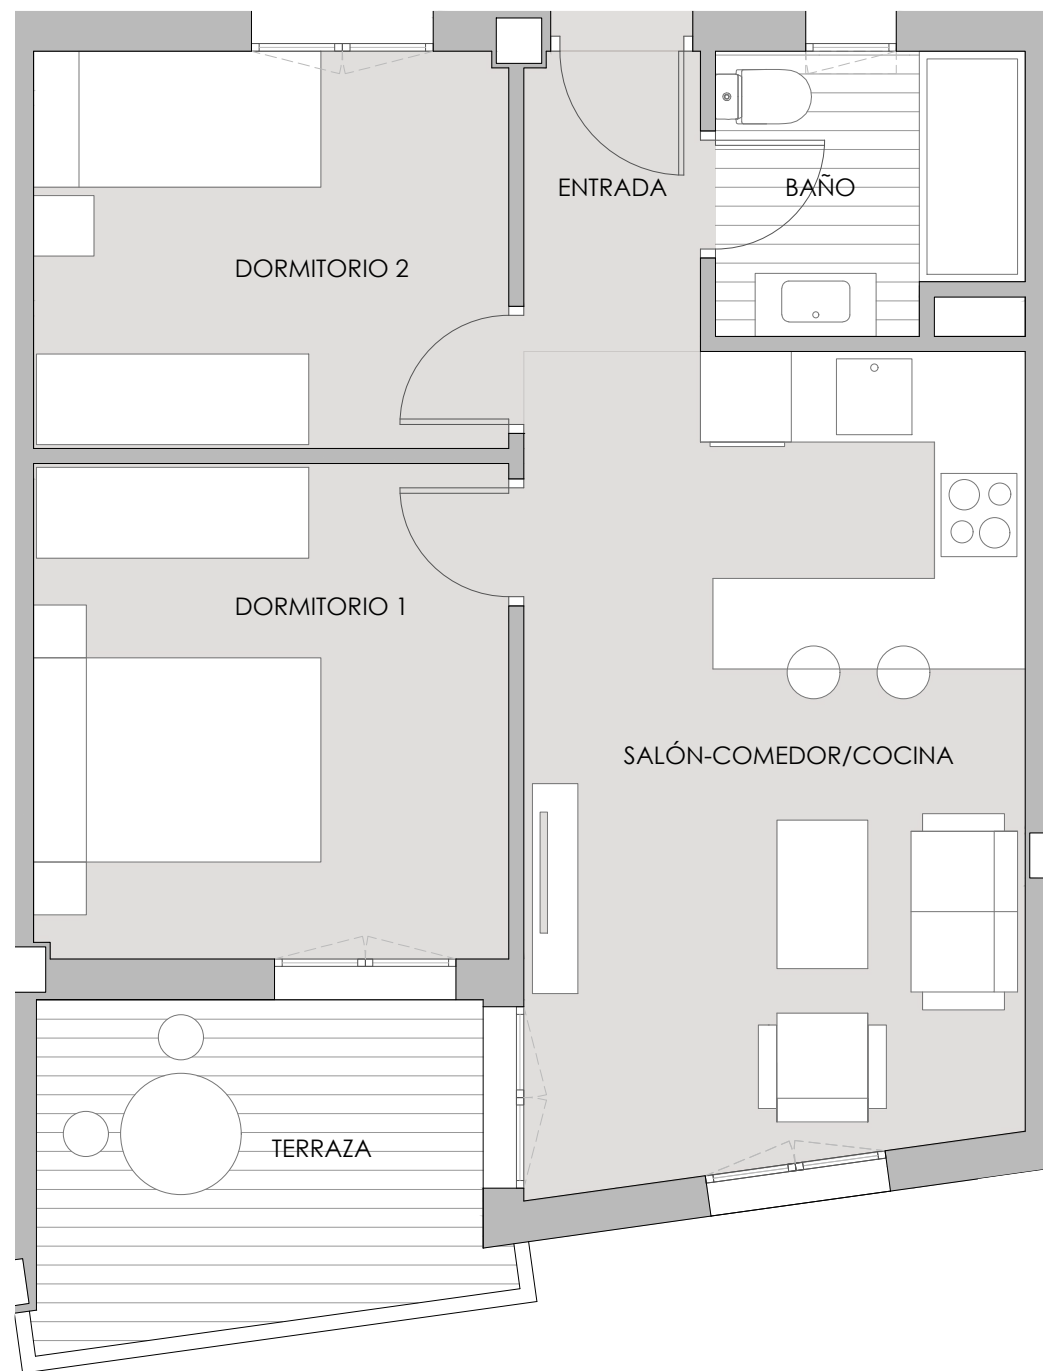 ENTRADA
BAÑO
DORMITORIO 2
DORMITORIO 1
SALÓN-COMEDOR/COCINA
TERRAZA